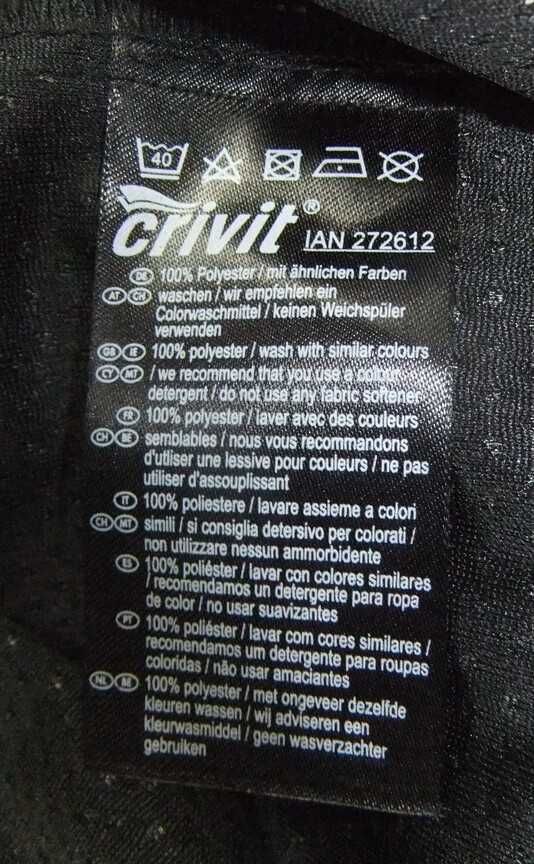 40
crivit® IAN 272612
DE 100% Polyester / mit ähnlichen Farben
AT CH waschen / wir empfehlen ein
Colorwaschmittel / keinen Weichspüler
verwenden
GB IE 100% polyester / wash with similar colours
CY MT / we recommend that you use a colour
detergent / do not use any fabric softener
FR 100% polyester / laver avec des couleurs
CH BE semblables / nous vous recommandons
d'utliser une lessive pour couleurs / ne pas
utiliser d'assouplissant
IT 100% poliestere / lavare assieme a colori
CH MT simili / si consiglia detersivo per colorati /
non utilizzare nessun ammorbidente
ES 100% poliéster / lavar con colores similares
/ recomendamos un detergente para ropa
de color / no usar suavizantes
PT 100% poliéster / lavar com cores similares /
recomendamos um detergente para roupas
coloridas / não usar amaciantes
NL BE 100% polyester / met ongeveer dezelfde
kleuren wassen / wij adviseren een
kleurwasmiddel / geen wasverzachter
gebruiken